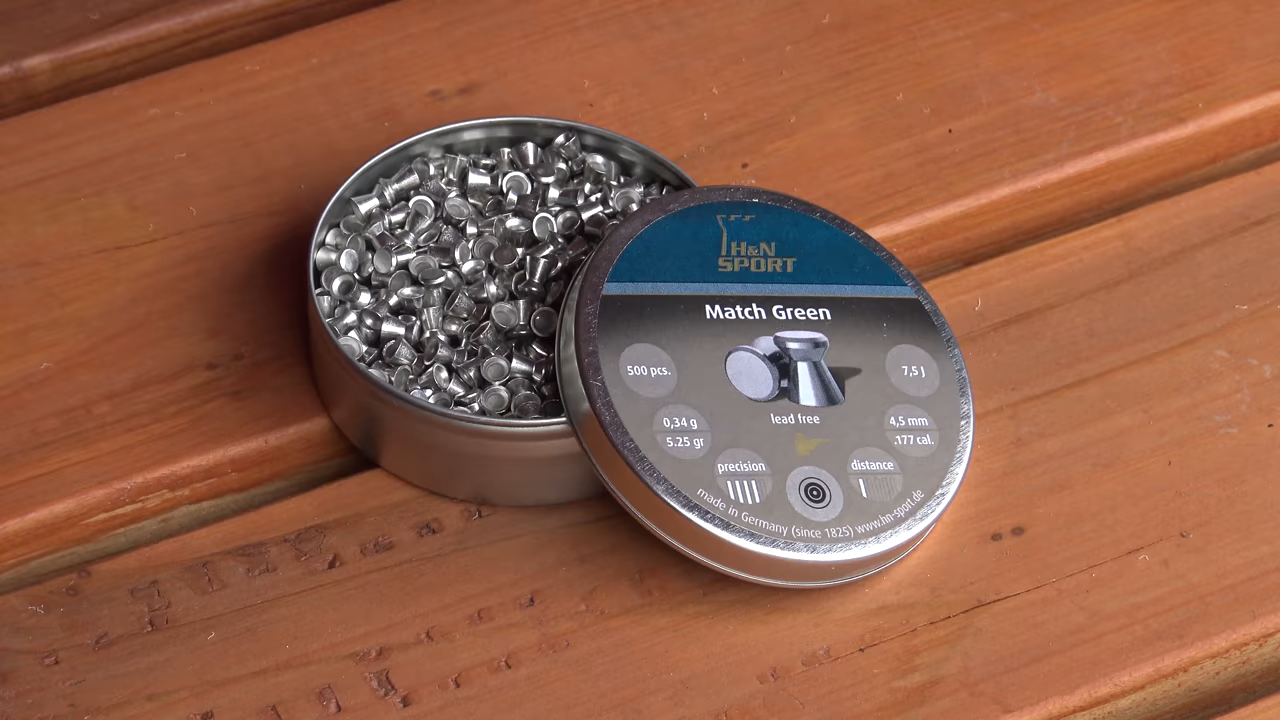 H&N
SPORT
Match Green
500 pcs.
7,5 J
0,34 g
5.25 gr
lead free
4,5 mm
.177 cal.
precision
distance
made in Germany (since 1825) www.hn-sport.de